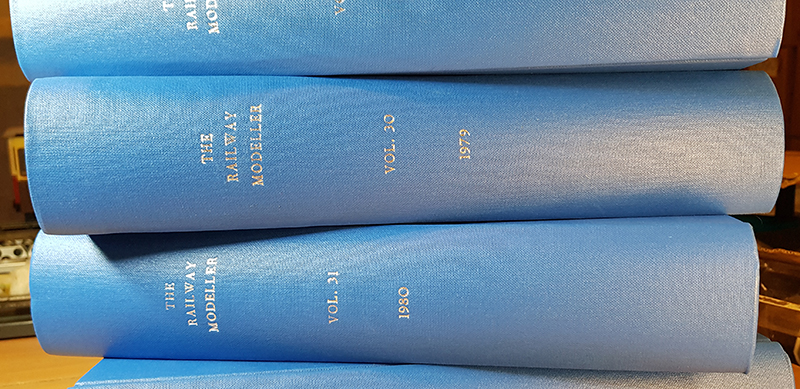 THE
RAILWAY
MODELLER
VOL. 30
1979
THE
RAILWAY
MODELLER
VOL. 31
1980